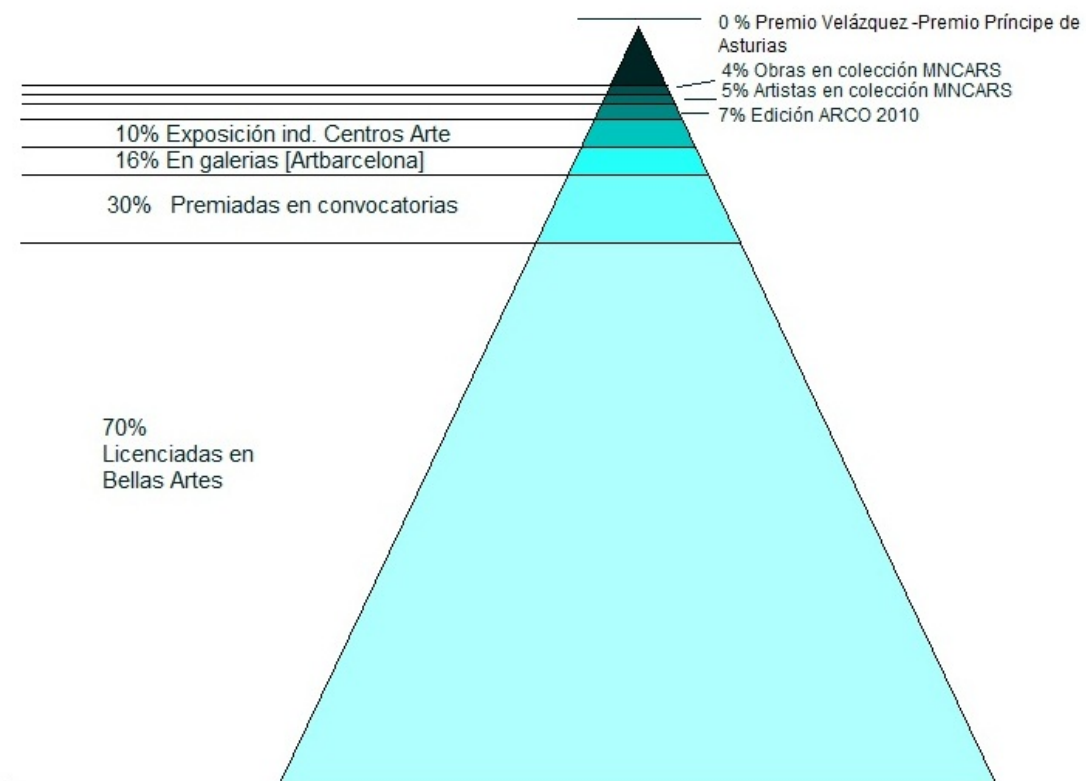 0 % Premio Velázquez -Premio Príncipe de
Asturias
4% Obras en colección MNCARS
5% Artistas en colección MNCARS
7% Edición ARCO 2010
10% Exposición ind. Centros Arte
16% En galerias [Artbarcelona]
30% Premiadas en convocatorias
70%
Licenciadas en
Bellas Artes